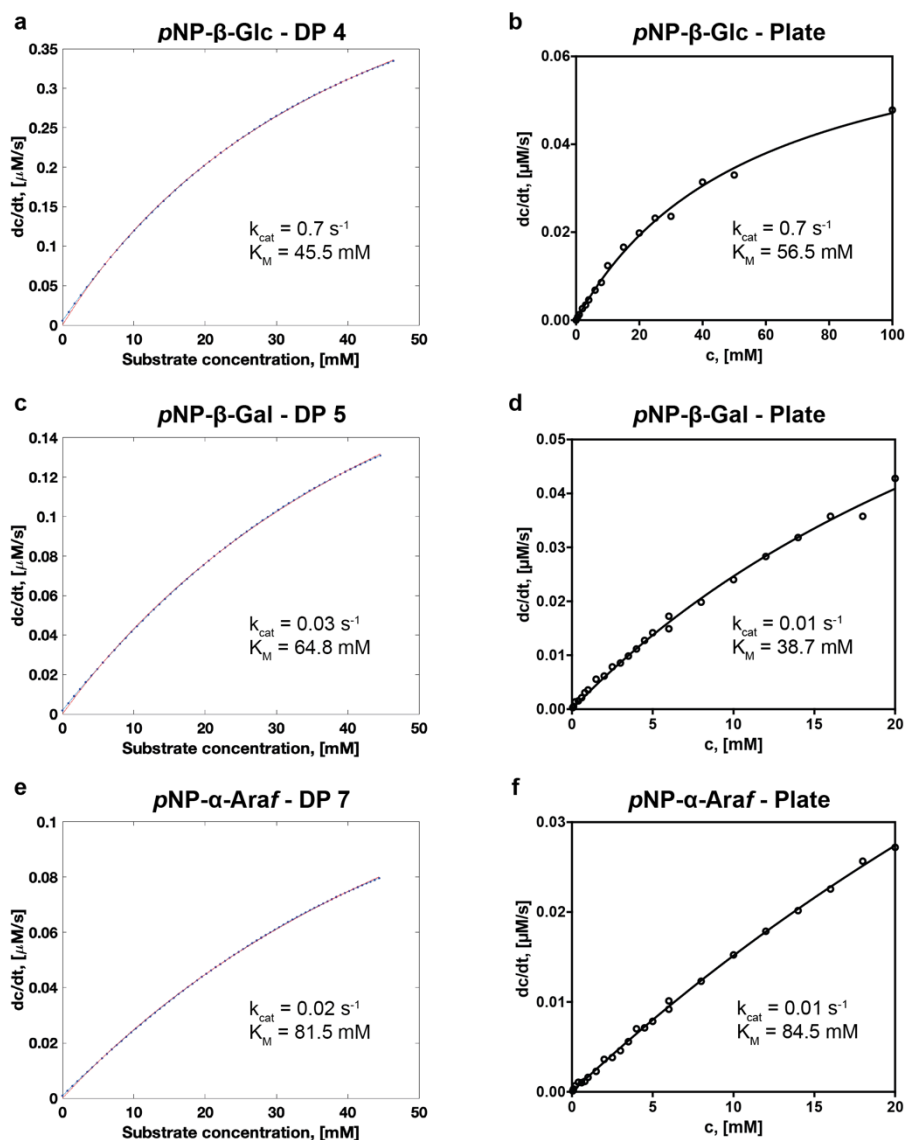 a
pNP-β-Glc - DP 4
0.35
0.3
0.25
0.2
0.15
0.1
0.05
0
dc/dt, [μM/s]
k_cat = 0.7 s⁻¹
K_M = 45.5 mM
0 10 20 30 40 50
Substrate concentration, [mM]
b
pNP-β-Glc - Plate
0.06
0.04
0.02
0.00
dc/dt, [μM/s]
k_cat = 0.7 s⁻¹
K_M = 56.5 mM
0 20 40 60 80 100
c, [mM]
c
pNP-β-Gal - DP 5
0.14
0.12
0.1
0.08
0.06
0.04
0.02
0
dc/dt, [μM/s]
k_cat = 0.03 s⁻¹
K_M = 64.8 mM
0 10 20 30 40 50
Substrate concentration, [mM]
d
pNP-β-Gal - Plate
0.05
0.04
0.03
0.02
0.01
0.00
dc/dt, [μM/s]
k_cat = 0.01 s⁻¹
K_M = 38.7 mM
0 5 10 15 20
c, [mM]
e
pNP-α-Araf - DP 7
0.1
0.08
0.06
0.04
0.02
0
dc/dt, [μM/s]
k_cat = 0.02 s⁻¹
K_M = 81.5 mM
0 10 20 30 40 50
Substrate concentration, [mM]
f
pNP-α-Araf - Plate
0.03
0.02
0.01
0.00
dc/dt, [μM/s]
k_cat = 0.01 s⁻¹
K_M = 84.5 mM
0 5 10 15 20
c, [mM]